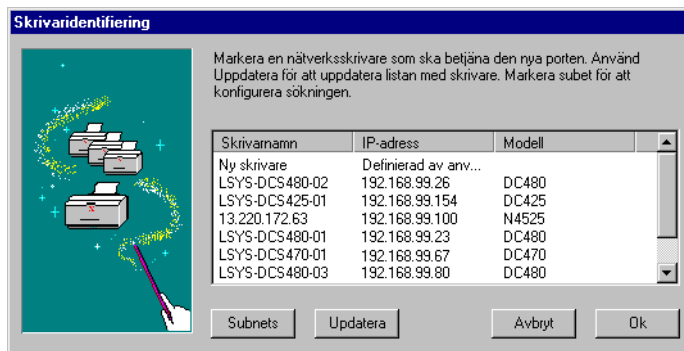 Skrivaridentifiering
Markera en nätverksskrivare som ska betjäna den nya porten. Använd
Uppdatera för att uppdatera listan med skrivare. Markera subet för att
konfigurera sökningen.
Skrivarnamn IP-adress Modell
Ny skrivare Definierad av anv...
LSYS-DCS480-02 192.168.99.26 DC480
LSYS-DCS425-01 192.168.99.154 DC425
13.220.172.63 192.168.99.100 N4525
LSYS-DCS480-01 192.168.99.23 DC480
LSYS-DCS470-01 192.168.99.67 DC470
LSYS-DCS480-03 192.168.99.80 DC480
Subnets Updatera Avbryt Ok